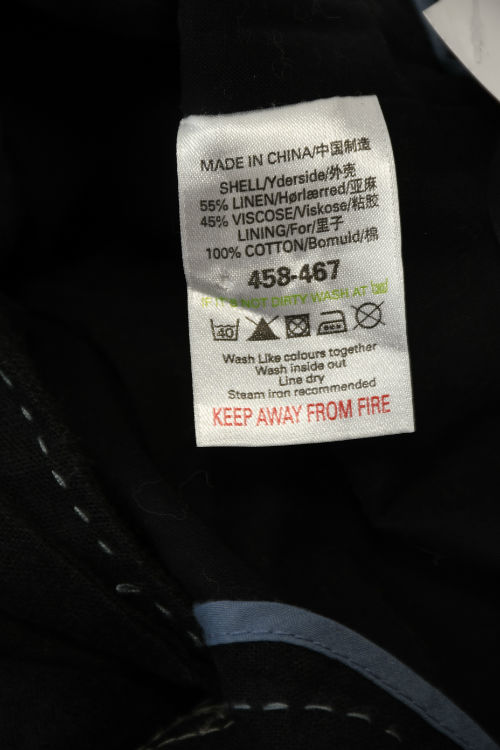 MADE IN CHINA/中国制造
SHELL/Yderside/外壳
55% LINEN/Hørlærred/亚麻
45% VISCOSE/Viskose/粘胶
LINING/For/里子
100% COTTON/Bomuld/棉
458-467
IF IT'S NOT DIRTY WASH AT 30
40
Wash Like colours together
Wash inside out
Line dry
Steam iron recommended
KEEP AWAY FROM FIRE